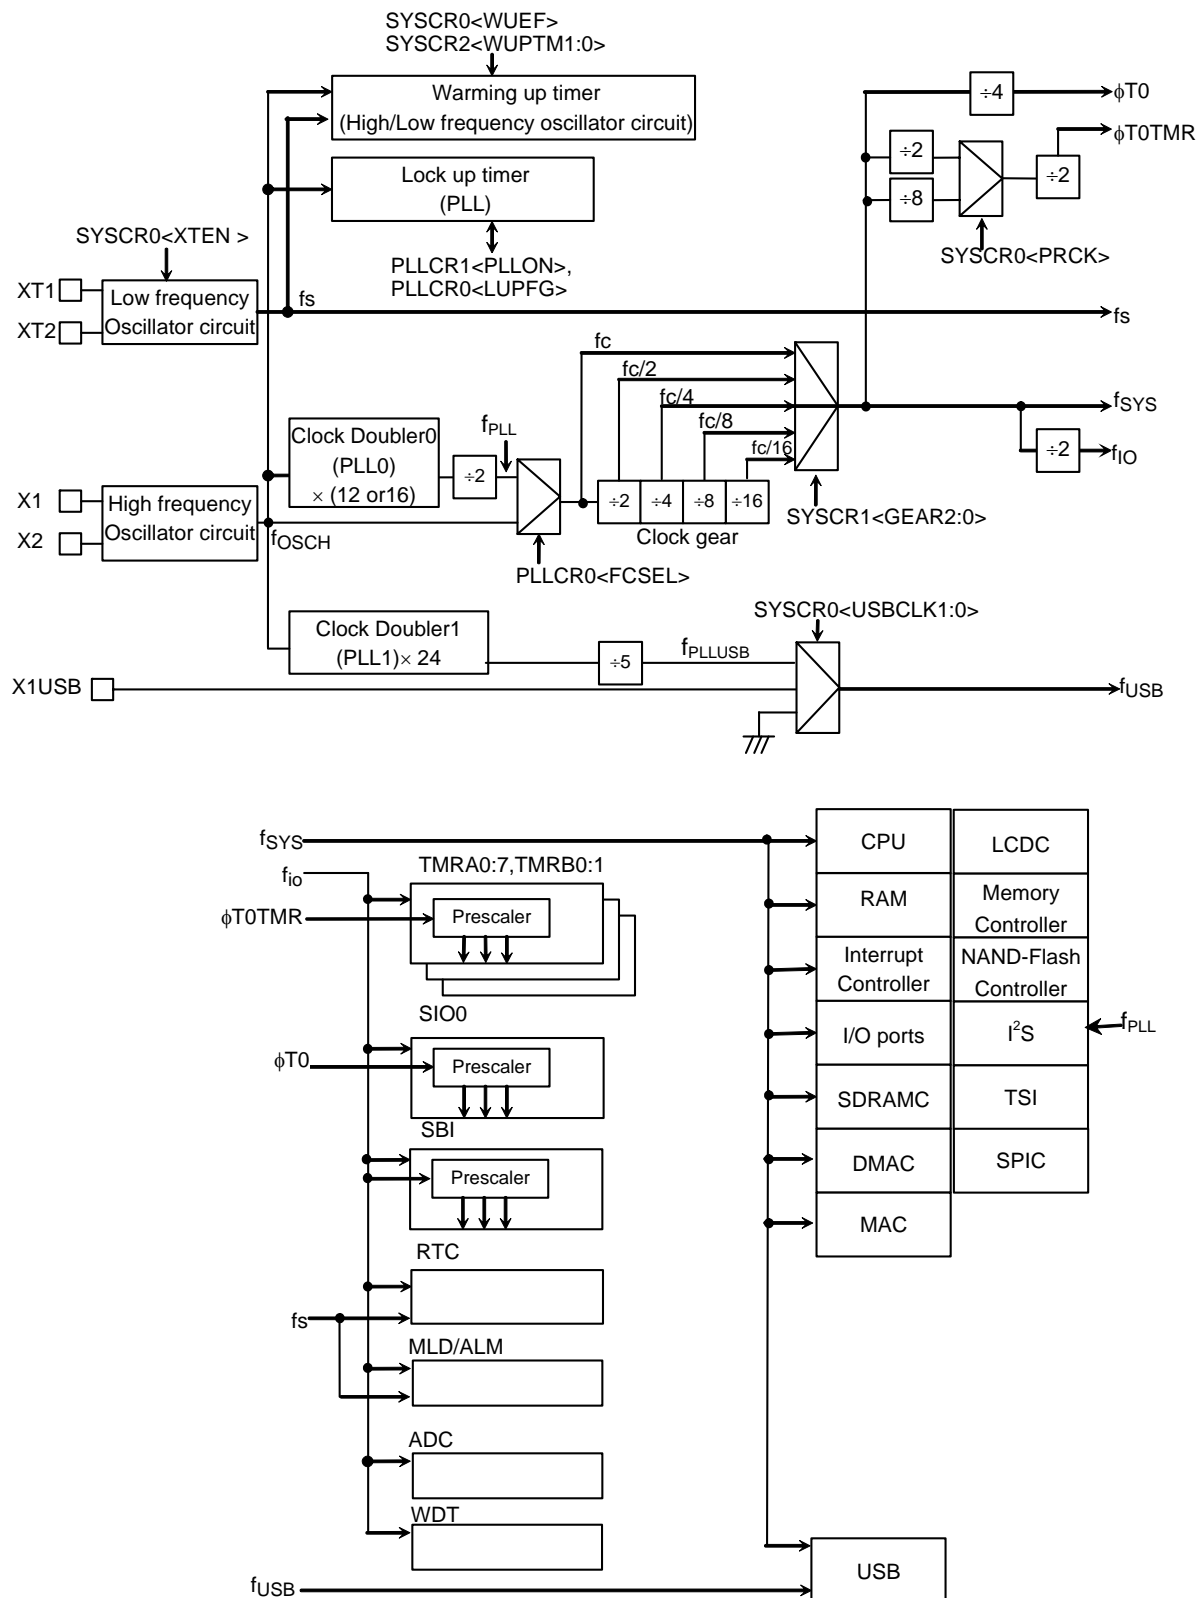 SYSCR0<WUEF>
SYSCR2<WUPTM1:0>
Warming up timer
(High/Low frequency oscillator circuit)
÷4
ϕT0
ϕT0TMR
÷2
÷8
÷2
SYSCR0<PRCK>
Lock up timer
(PLL)
PLLCR1<PLLON>,
PLLCR0<LUPFG>
SYSCR0<XTEN >
XT1
XT2
Low frequency
Oscillator circuit
fs
fs
fc
fc/2
fc/4
fc/8
fc/16
fSYS
÷2
fIO
Clock Doubler0
(PLL0)
× (12 or16)
÷2
fPLL
÷2
÷4
÷8
÷16
Clock gear
SYSCR1<GEAR2:0>
X1
X2
High frequency
Oscillator circuit
fOSCH
PLLCR0<FCSEL>
SYSCR0<USBCLK1:0>
Clock Doubler1
(PLL1)× 24
÷5
fPLLUSB
X1USB
fUSB
fSYS
fio
TMRA0:7,TMRB0:1
ϕT0TMR
Prescaler
SIO0
ϕT0
Prescaler
SBI
Prescaler
RTC
fs
MLD/ALM
ADC
WDT
fUSB
CPU
LCDC
RAM
Memory
Controller
Interrupt
Controller
NAND-Flash
Controller
I/O ports
I²S
fPLL
SDRAMC
TSI
DMAC
SPIC
MAC
USB